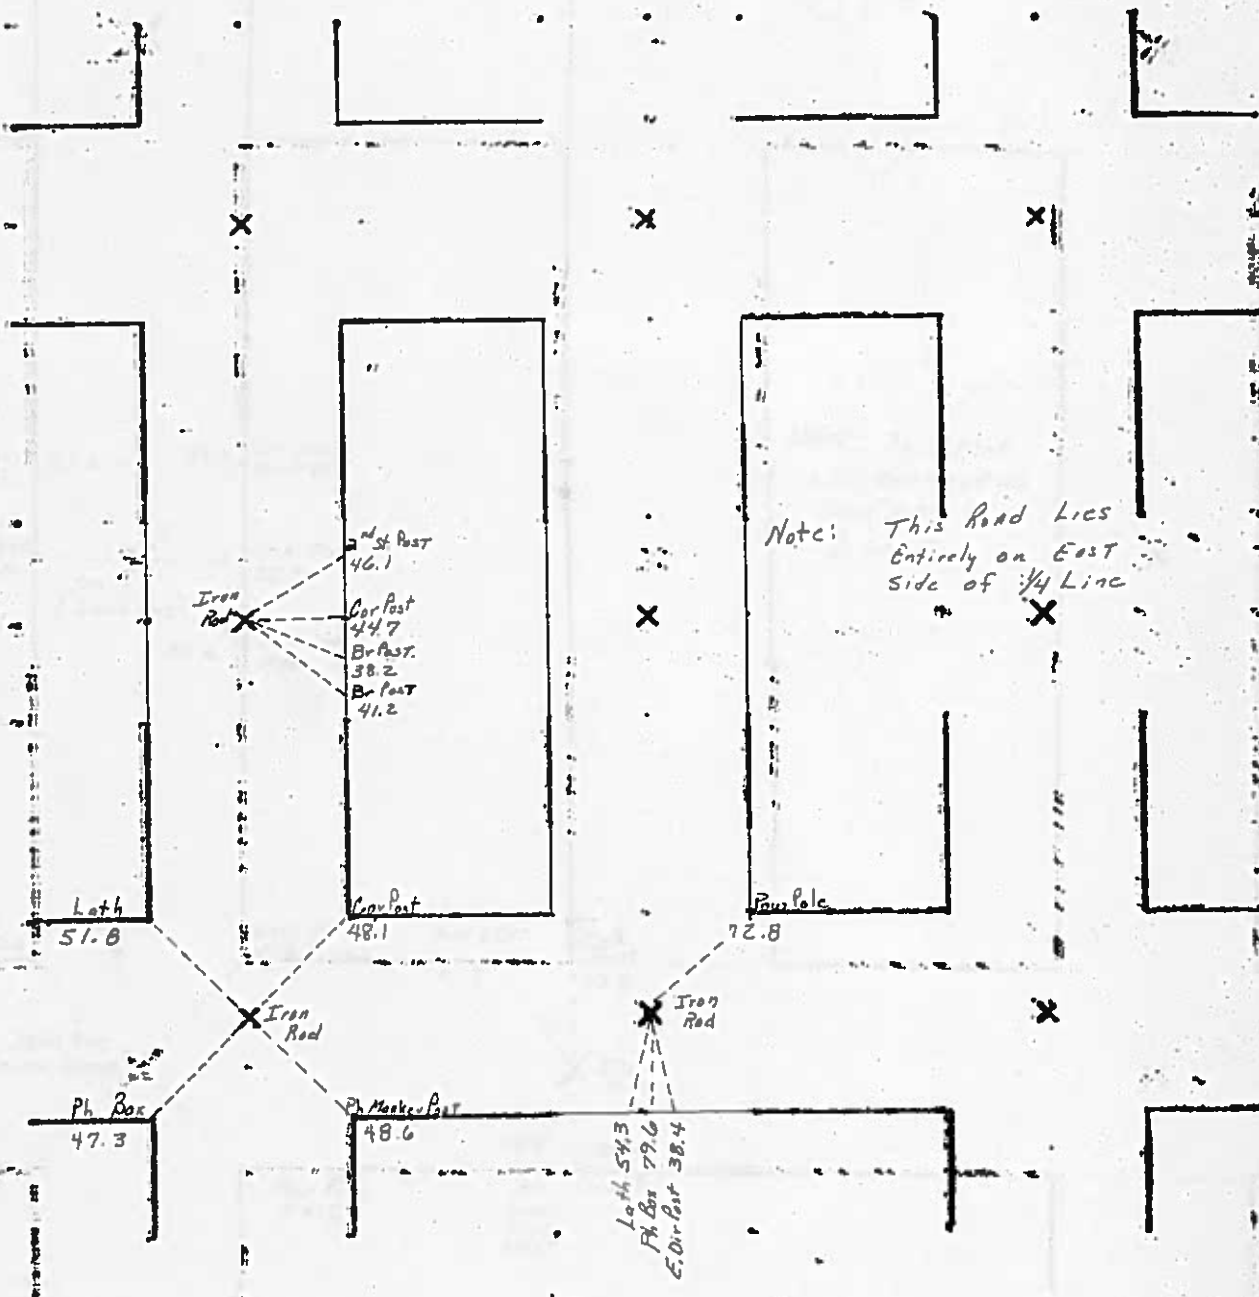 2nd St. Post
46.1
Iron
Rod
Cor Post
44.7
Br Post.
38.2
Br Post
41.2
Note: This Road Lies
Entirely on East
Side of 1/4 Line
Lath
51.8
Cor Post
48.1
Pow Pole
72.8
Iron
Rod
Iron
Rod
Ph Box
47.3
Ph Marker Post
48.6
Lath 54.3
Ph Box 79.6
E. Dir Post 38.4